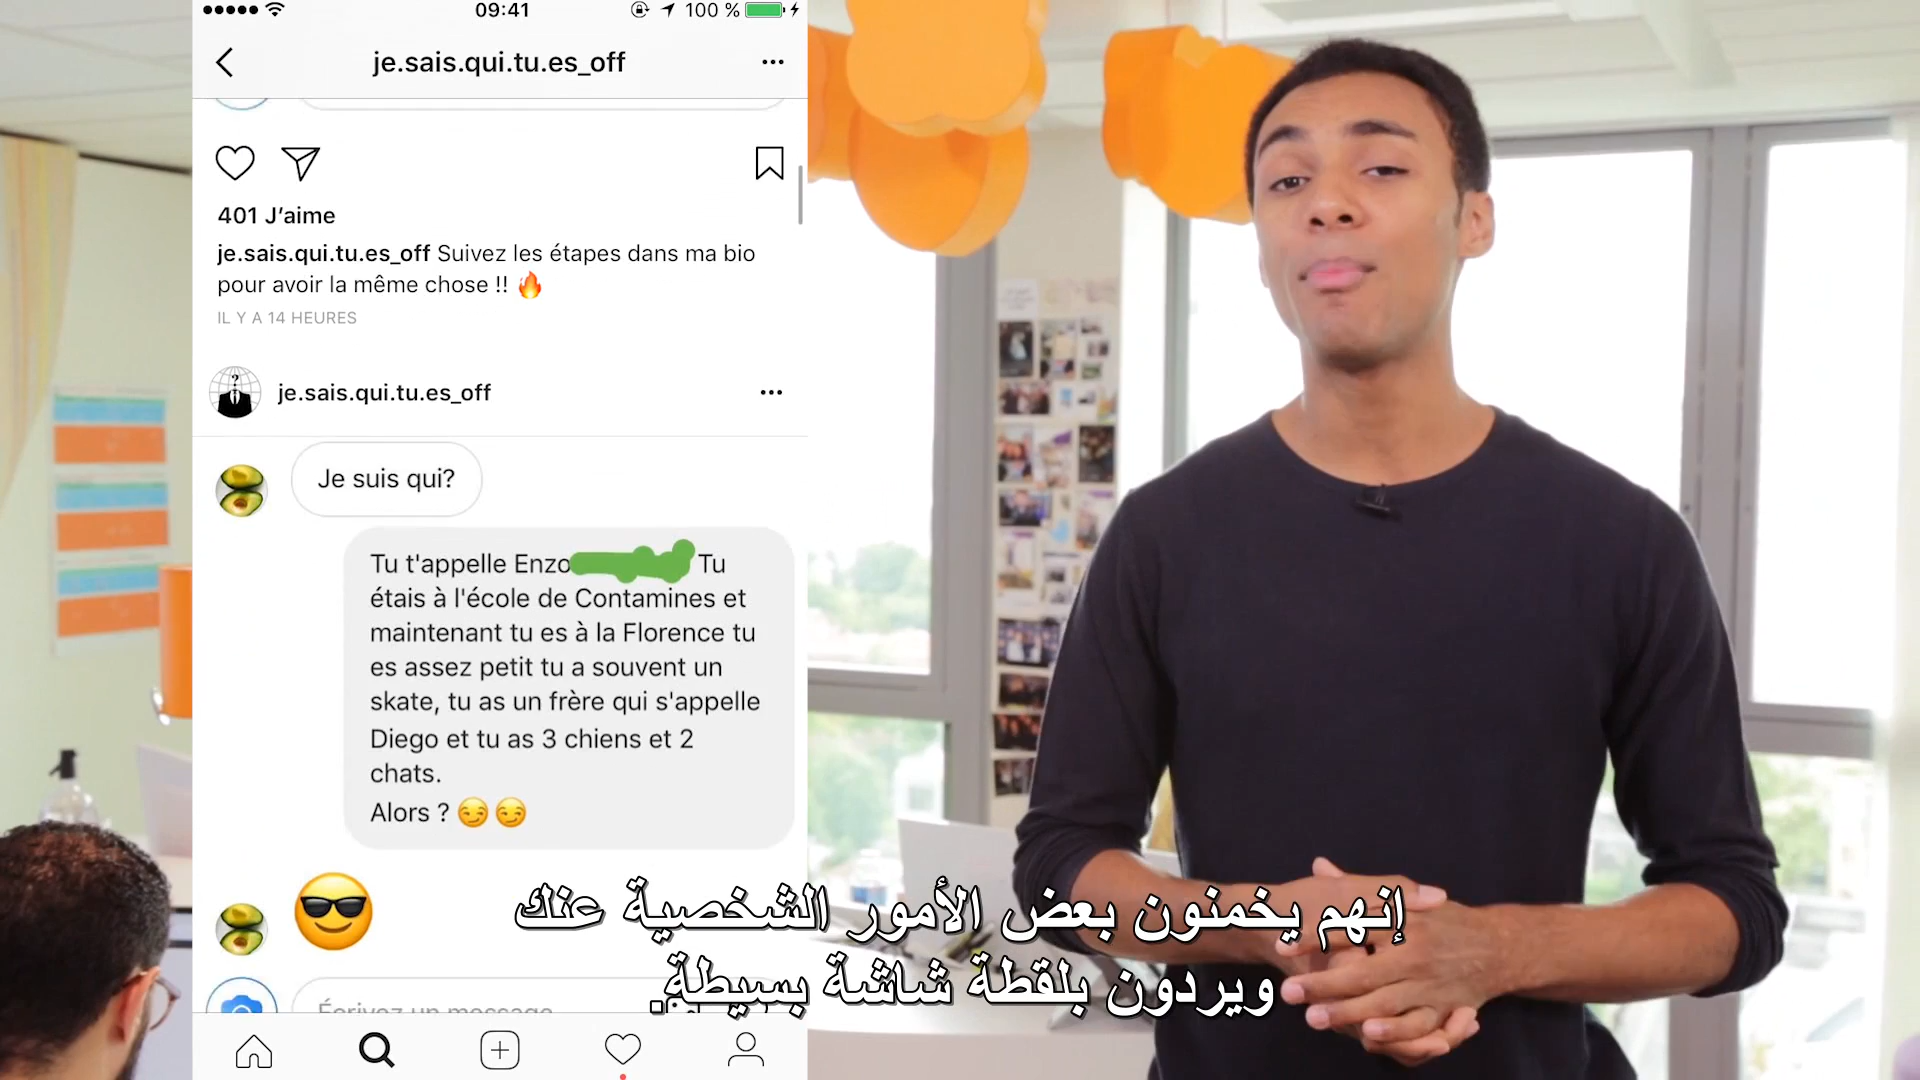 09:41
100 %
je.sais.qui.tu.es_off
401 J’aime
je.sais.qui.tu.es_off Suivez les étapes dans ma bio
pour avoir la même chose !! 🔥
IL Y A 14 HEURES
je.sais.qui.tu.es_off
Je suis qui?
Tu t'appelle Enzo Tu
étais à l'école de Contamines et
maintenant tu es à la Florence tu
es assez petit tu a souvent un
skate, tu as un frère qui s'appelle
Diego et tu as 3 chiens et 2
chats.
Alors ? 😏😏
Écrivez un message
إنهم يخمنون بعض الأمور الشخصية عنك
ويردون بلقطة شاشة بسيطة.